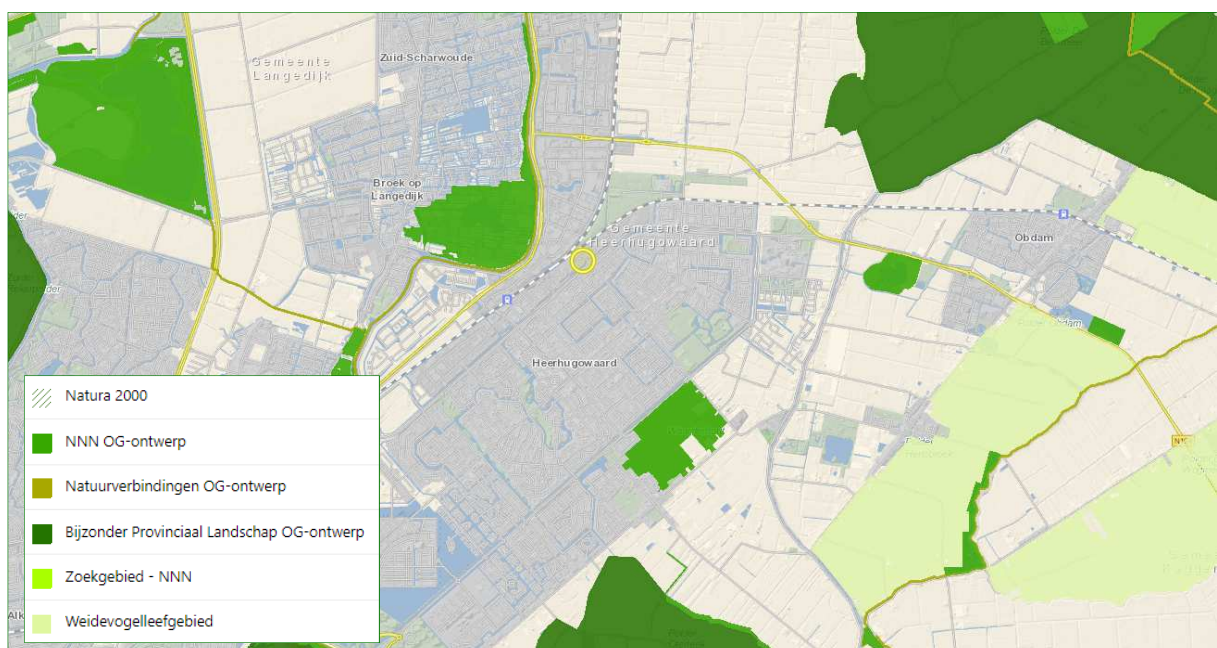 Zuid-Scharwoude
Gemeente
Langedijk
Broek op
Langedijk
Gemeente
Heerhugowaard
Obdam
Heerhugowaard
Natura 2000
NNN OG-ontwerp
Natuurverbindingen OG-ontwerp
Bijzonder Provinciaal Landschap OG-ontwerp
Zoekgebied - NNN
Weidevogelleefgebied
Alk